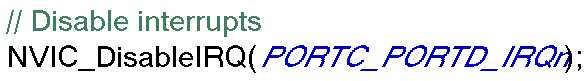 // Disable interrupts
NVIC_DisableIRQ( PORTC_PORTD_IRQn);